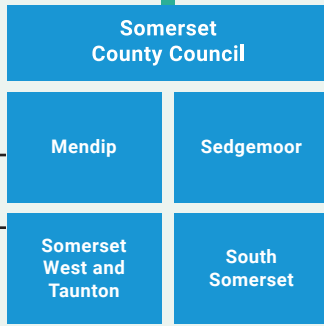 Somerset
County Council
Mendip
Sedgemoor
Somerset
West and
Taunton
South
Somerset